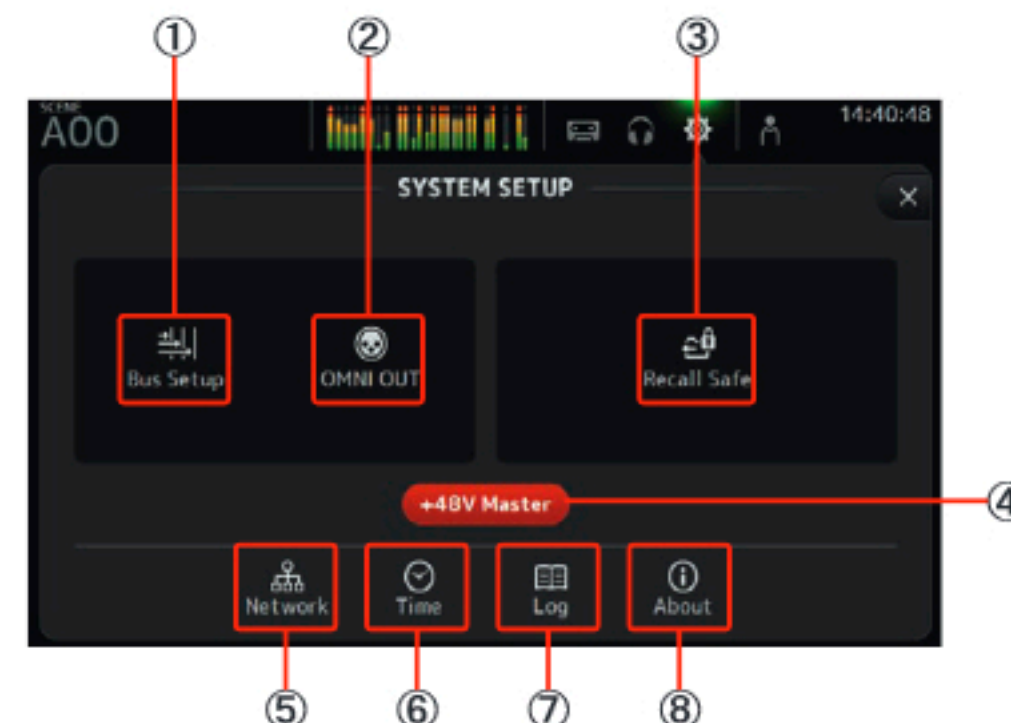 ① ② ③
SCENE
A00
14:40:48
SYSTEM SETUP
Bus Setup
OMNI OUT
Recall Safe
+48V Master
④
Network
Time
Log
About
⑤ ⑥ ⑦ ⑧